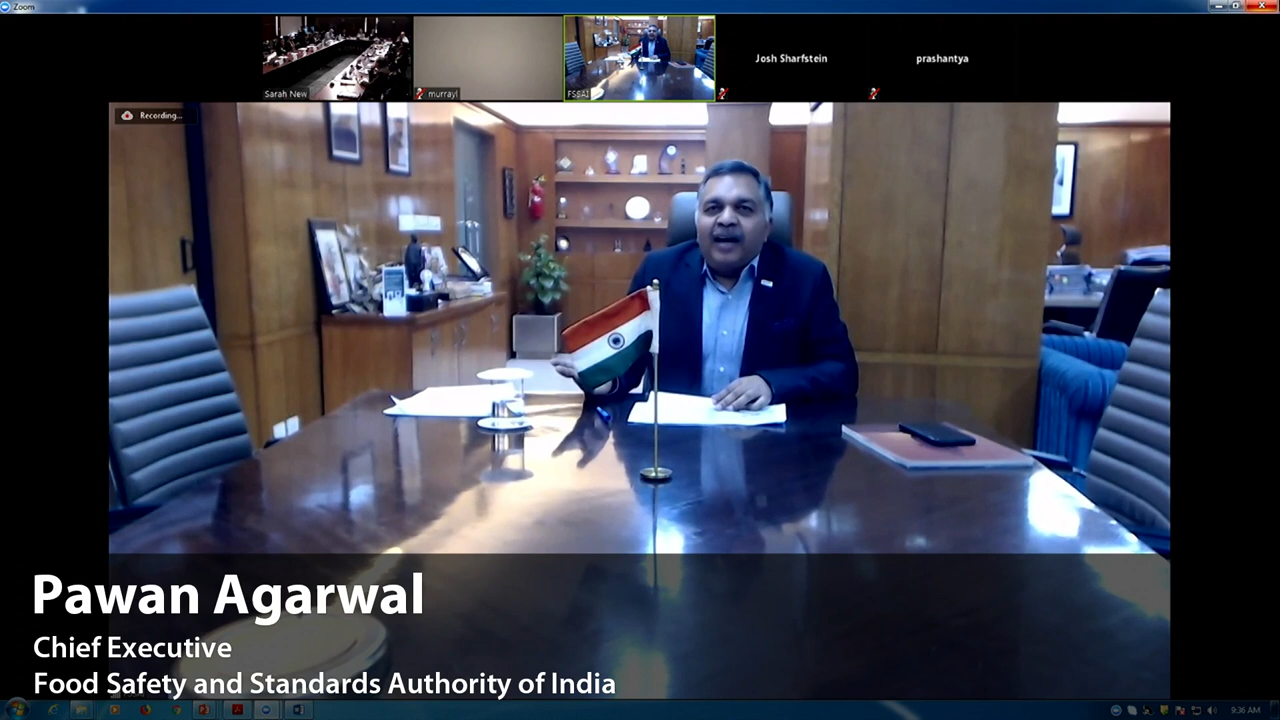 Zoom
Sarah New
murrayl
FSSAI
Josh Sharfstein
prashantya
Recording...
Pawan Agarwal
Chief Executive
Food Safety and Standards Authority of India
9:36 AM